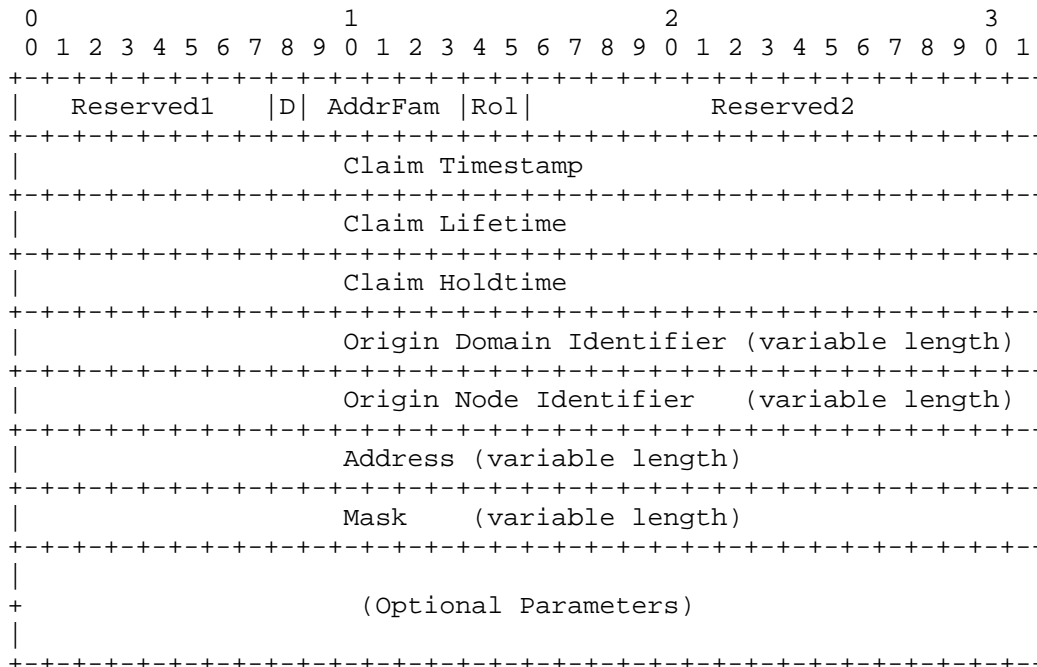 0                   1                   2                   3
 0 1 2 3 4 5 6 7 8 9 0 1 2 3 4 5 6 7 8 9 0 1 2 3 4 5 6 7 8 9 0 1
+-+-+-+-+-+-+-+-+-+-+-+-+-+-+-+-+-+-+-+-+-+-+-+-+-+-+-+-+-+-+-+-
|   Reserved1   |D| AddrFam |Rol|           Reserved2
+-+-+-+-+-+-+-+-+-+-+-+-+-+-+-+-+-+-+-+-+-+-+-+-+-+-+-+-+-+-+-+-
|                    Claim Timestamp
+-+-+-+-+-+-+-+-+-+-+-+-+-+-+-+-+-+-+-+-+-+-+-+-+-+-+-+-+-+-+-+-
|                    Claim Lifetime
+-+-+-+-+-+-+-+-+-+-+-+-+-+-+-+-+-+-+-+-+-+-+-+-+-+-+-+-+-+-+-+-
|                    Claim Holdtime
+-+-+-+-+-+-+-+-+-+-+-+-+-+-+-+-+-+-+-+-+-+-+-+-+-+-+-+-+-+-+-+-
|                    Origin Domain Identifier (variable length)
+-+-+-+-+-+-+-+-+-+-+-+-+-+-+-+-+-+-+-+-+-+-+-+-+-+-+-+-+-+-+-+-
|                    Origin Node Identifier   (variable length)
+-+-+-+-+-+-+-+-+-+-+-+-+-+-+-+-+-+-+-+-+-+-+-+-+-+-+-+-+-+-+-+-
|                    Address (variable length)
+-+-+-+-+-+-+-+-+-+-+-+-+-+-+-+-+-+-+-+-+-+-+-+-+-+-+-+-+-+-+-+-
|                    Mask    (variable length)
+-+-+-+-+-+-+-+-+-+-+-+-+-+-+-+-+-+-+-+-+-+-+-+-+-+-+-+-+-+-+-+-
|
+                     (Optional Parameters)
|
+-+-+-+-+-+-+-+-+-+-+-+-+-+-+-+-+-+-+-+-+-+-+-+-+-+-+-+-+-+-+-+-